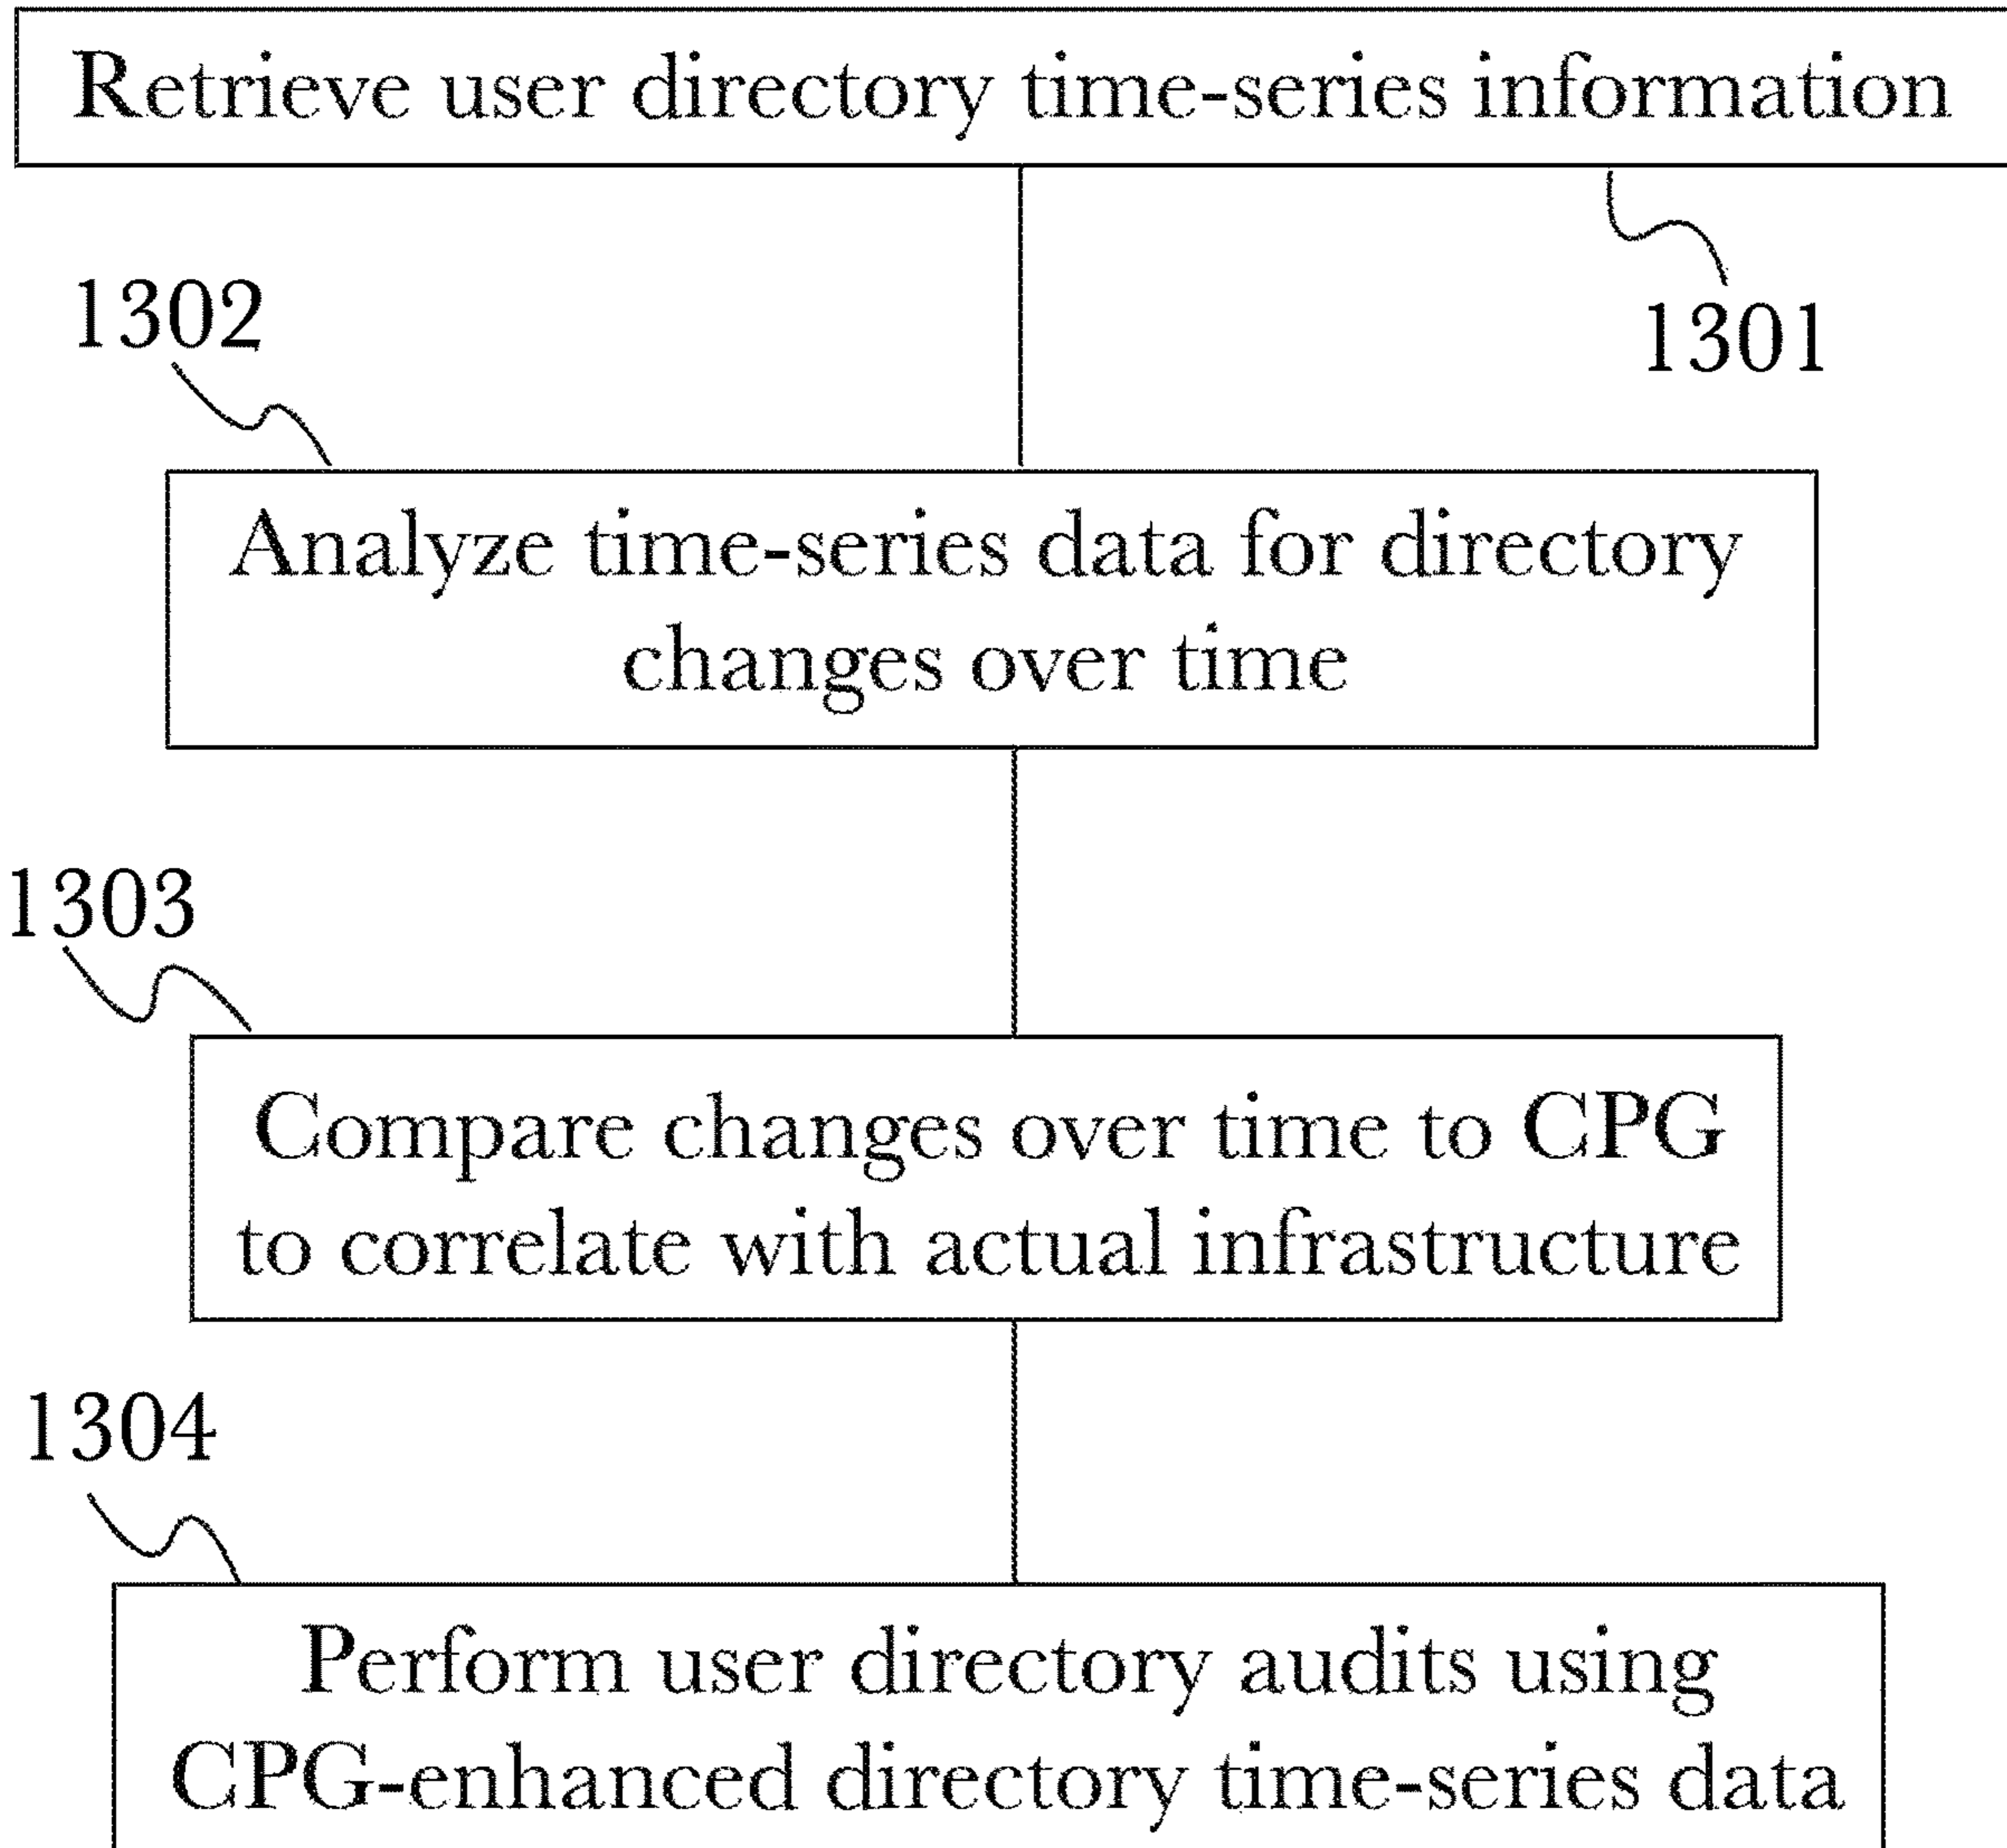 Retrieve user directory time-series information
1302
1301
Analyze time-series data for directory
changes over time
1303
Compare changes over time to CPG
to correlate with actual infrastructure
1304
Perform user directory audits using
CPG-enhanced directory time-series data